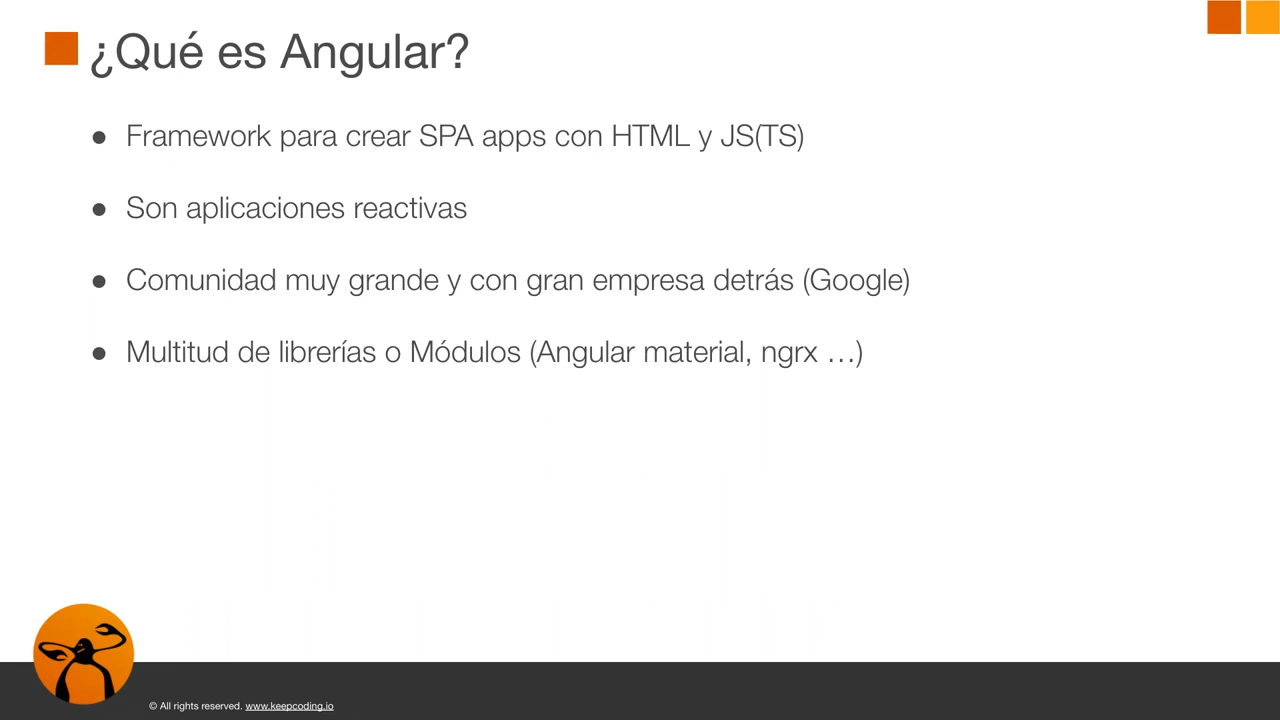 ¿Qué es Angular?
● Framework para crear SPA apps con HTML y JS(TS)
● Son aplicaciones reactivas
● Comunidad muy grande y con gran empresa detrás (Google)
● Multitud de librerías o Módulos (Angular material, ngrx …)
© All rights reserved. www.keepcoding.io